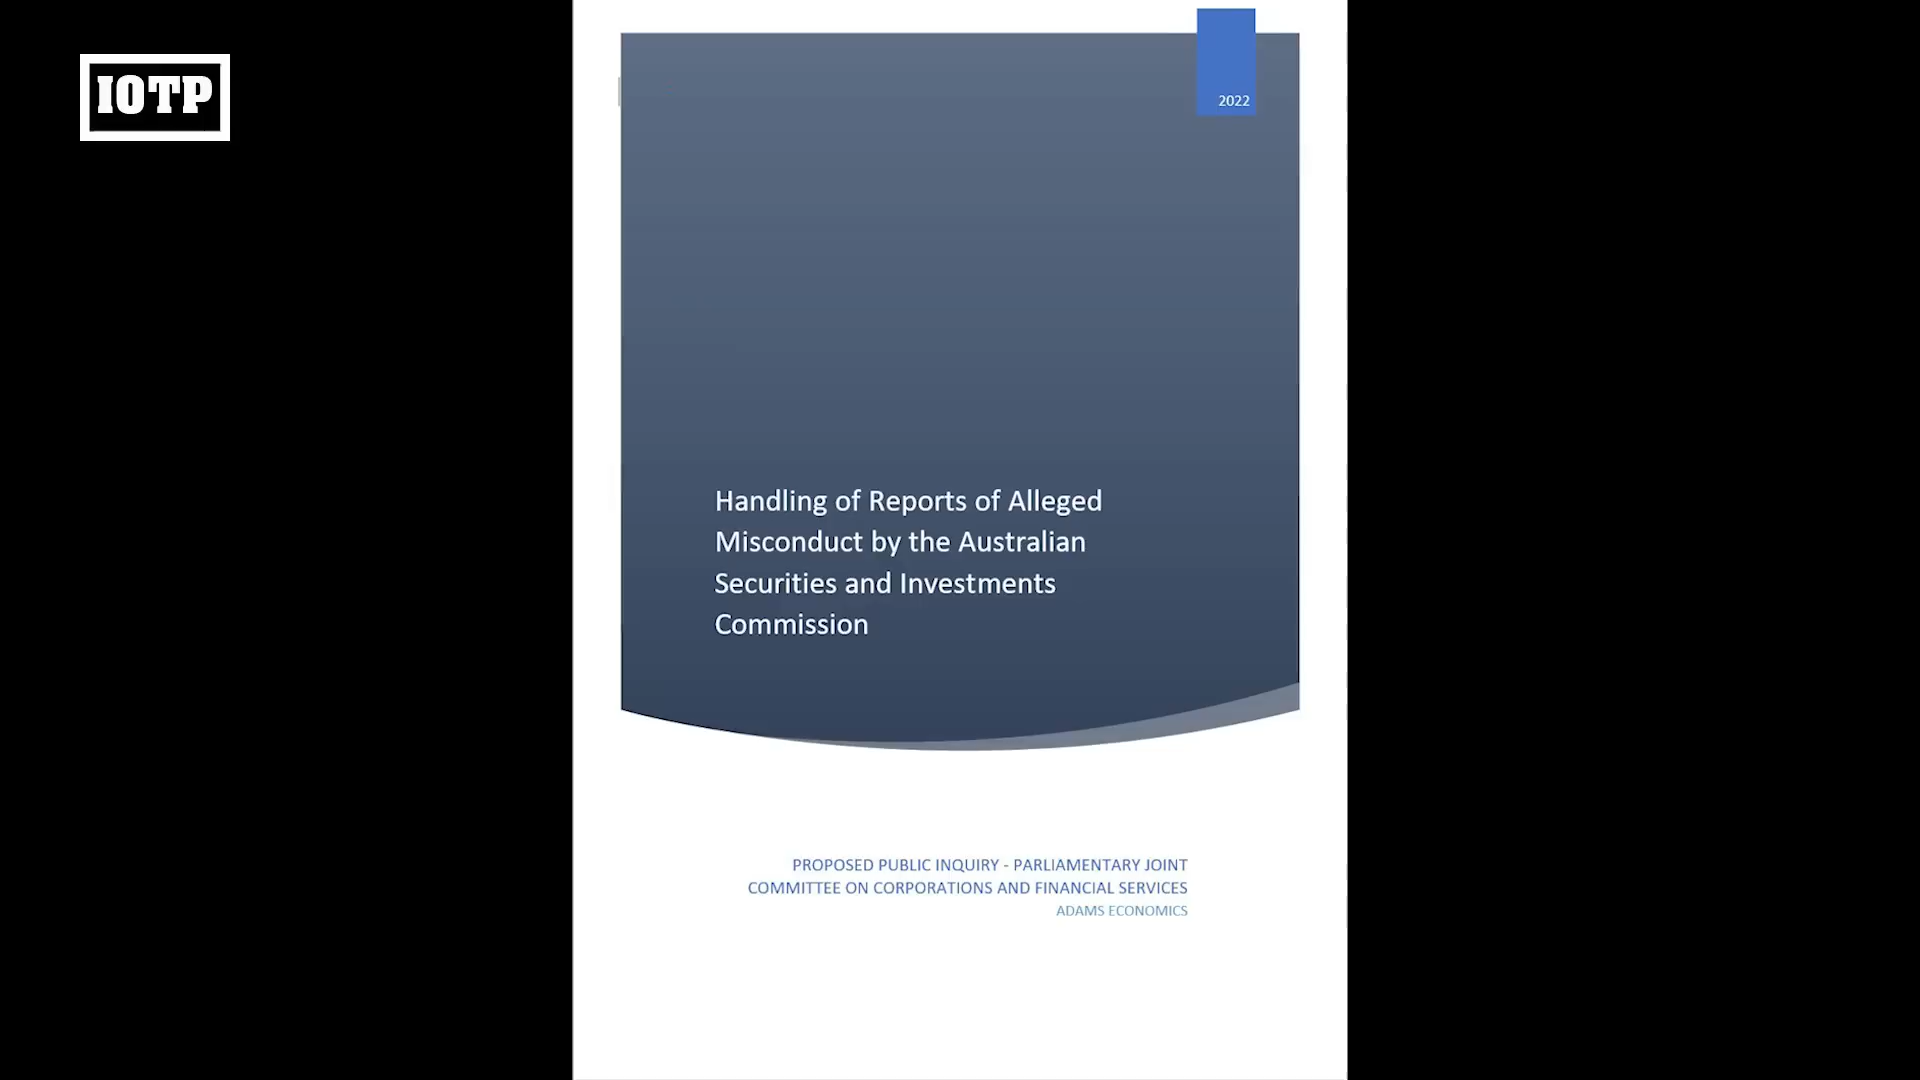 IOTP
2022
Handling of Reports of Alleged
Misconduct by the Australian
Securities and Investments
Commission
PROPOSED PUBLIC INQUIRY - PARLIAMENTARY JOINT
COMMITTEE ON CORPORATIONS AND FINANCIAL SERVICES
ADAMS ECONOMICS